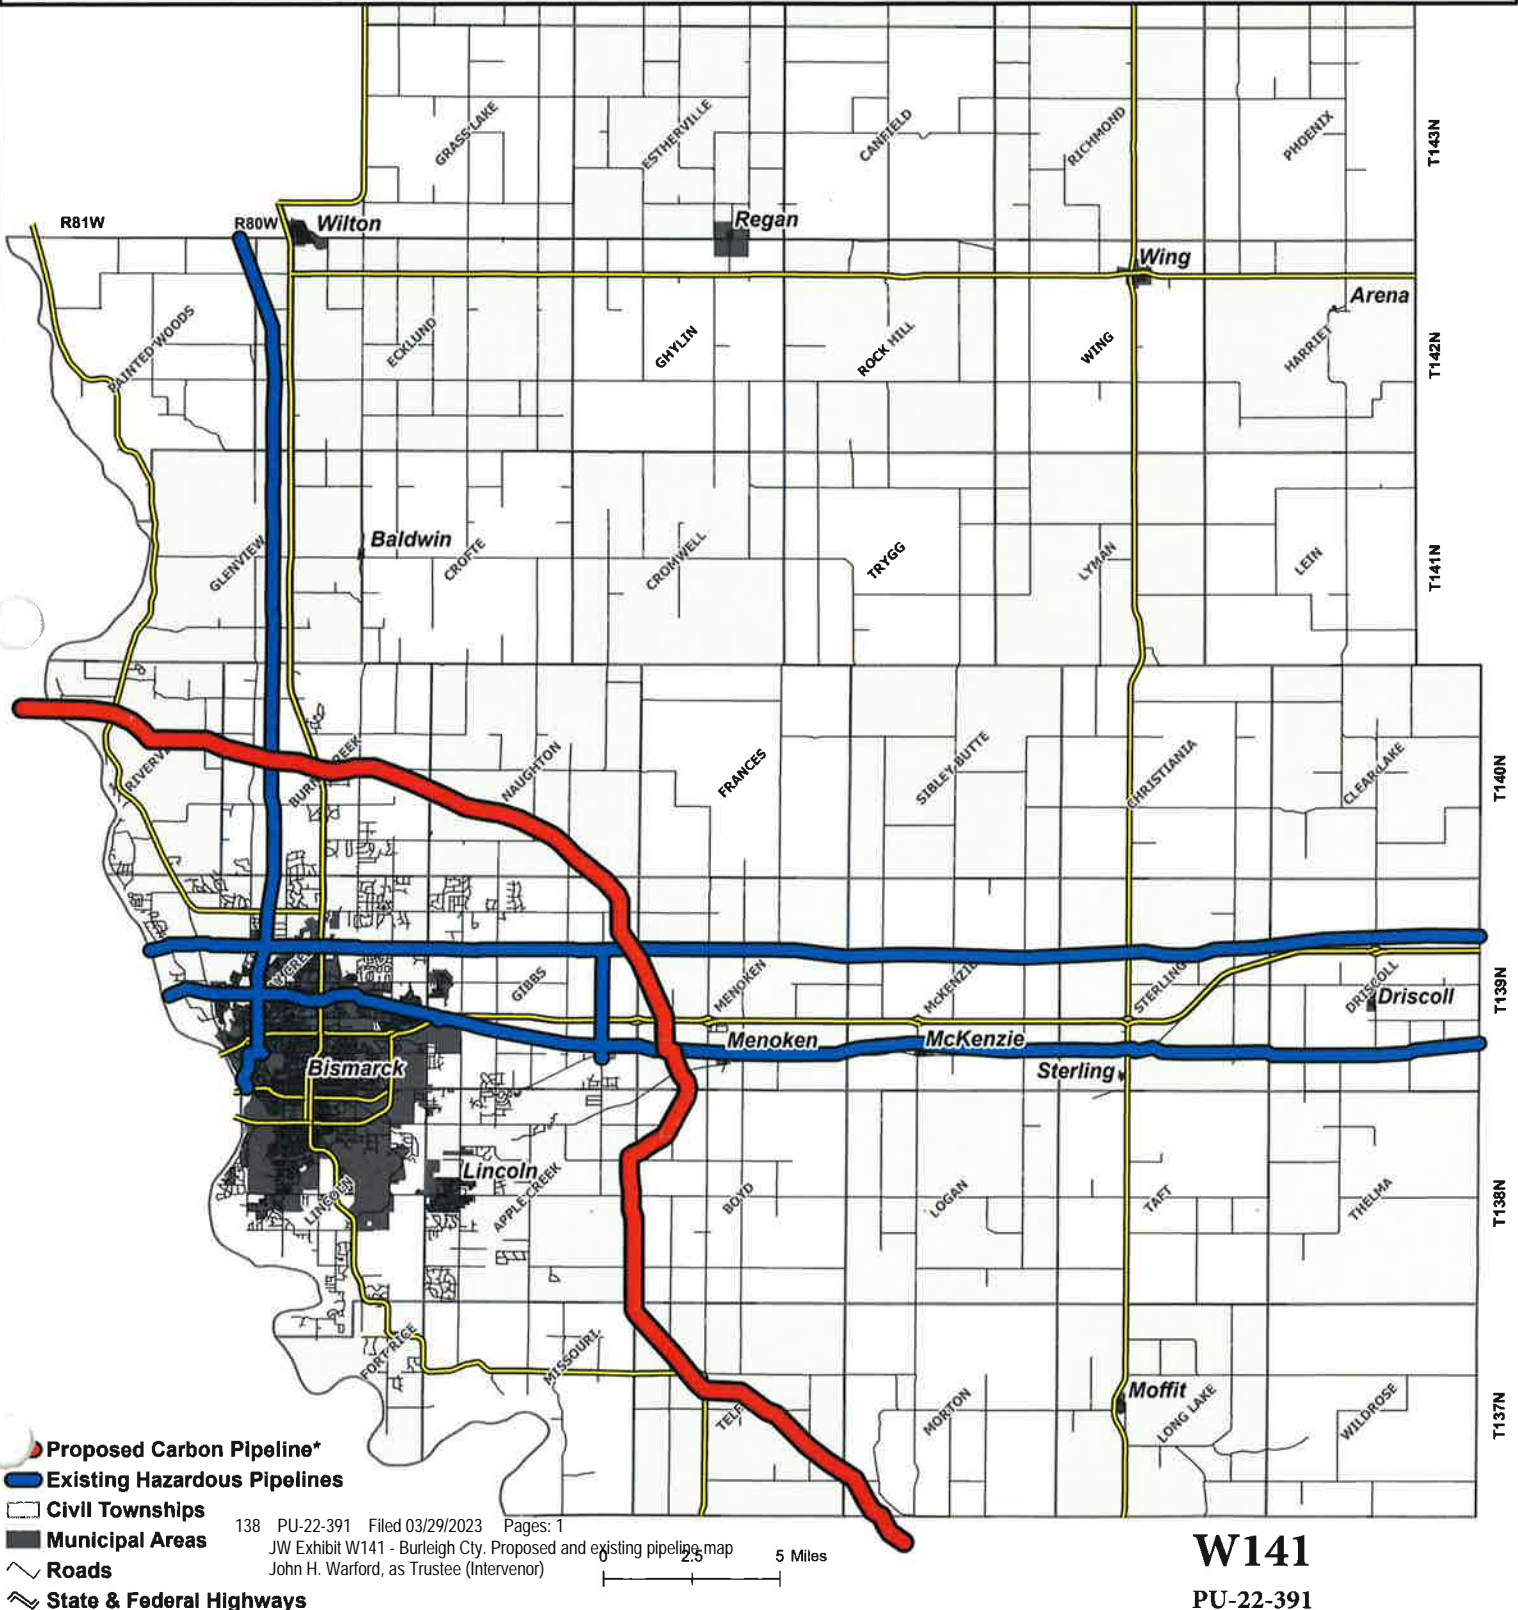 GRASS LAKE
ESTHERVILLE
CANFIELD
RICHMOND
PHOENIX
T143N
R81W
R80W
Wilton
Regan
Wing
Arena
PAINTED WOODS
ECKLUND
GHYLIN
ROCK HILL
WING
HARRIET
T142N
Baldwin
GLENVIEW
CROFTE
CROMWELL
TRYGG
LYMAN
LEIN
T141N
RIVERVI
BURN REEK
NAUGHTON
FRANCES
SIBLEY BUTTE
CHRISTIANIA
CLEAR LAKE
T140N
GIBBS
MENOKEN
McKENZIE
STERLING
DRISCOLL
Driscoll
T139N
Menoken
McKenzie
Bismarck
Sterling
Lincoln
LINCOLN
APPLE CREEK
BOYD
LOGAN
TAFT
THELMA
T138N
FORT RICE
MISSOURI
TELF
MORTON
Moffit
LONG LAKE
WILDROSE
T137N
Proposed Carbon Pipeline*
Existing Hazardous Pipelines
Civil Townships
Municipal Areas
Roads
State & Federal Highways
138 PU-22-391 Filed 03/29/2023 Pages: 1
JW Exhibit W141 - Burleigh Cty. Proposed and existing pipeline map
John H. Warford, as Trustee (Intervenor)
0 2.5 5 Miles
W141
PU-22-391